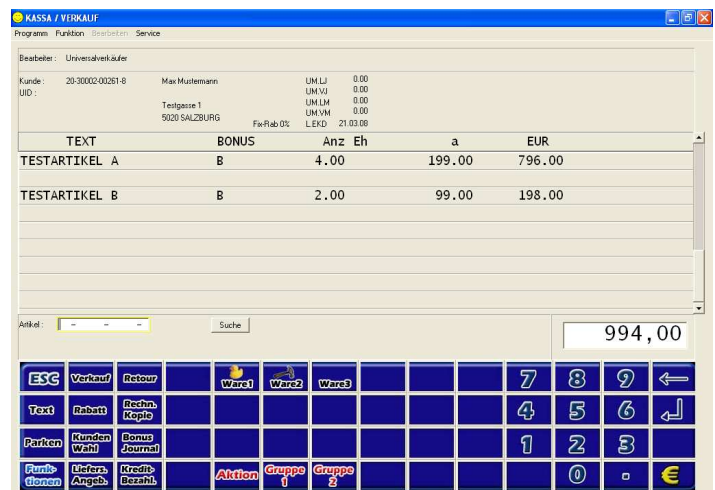 KASSA / VERKAUF
Programm Funktion Bearbeiten Service
Bearbeiter : Universalverkäufer
Kunde : 20-30002-00261-8 Max Mustermann UM.LJ 0.00
UID : UM.VJ 0.00
Testgasse 1 UM.LM 0.00
5020 SALZBURG UM.VM 0.00
Fix-Rab 0% L.EKD 21.03.08
TEXT BONUS Anz Eh a EUR
TESTARTIKEL A B 4.00 199.00 796.00
TESTARTIKEL B B 2.00 99.00 198.00
Artikel : - - - Suche 994,00
ESC Verkauf Retour Ware1 Ware2 Ware3 7 8 9
Text Rabatt Rechn. Kopie 4 5 6
Parken Kunden Wahl Bonus Journal 1 2 3
Funk- tionen Liefers. Angeb. Kredit- Bezahl. Aktion Gruppe 1 Gruppe 2 0 . €